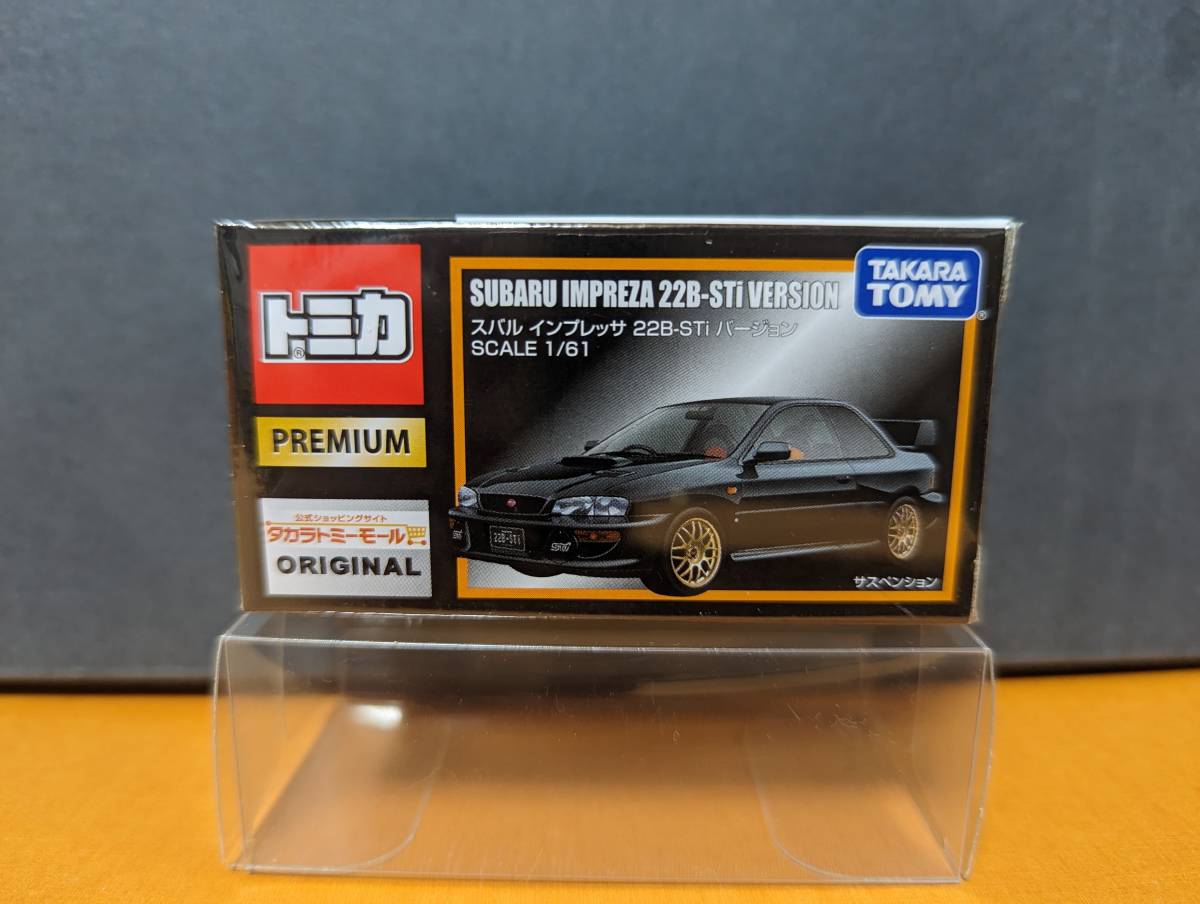 トミカ
®
PREMIUM
公式ショッピングサイト
タカラトミーモール
ORIGINAL
SUBARU IMPREZA 22B-STi VERSION
スバル インプレッサ 22B-STi バージョン
SCALE 1/61
TAKARA
TOMY
®
22B-STi
STi
サスペンション